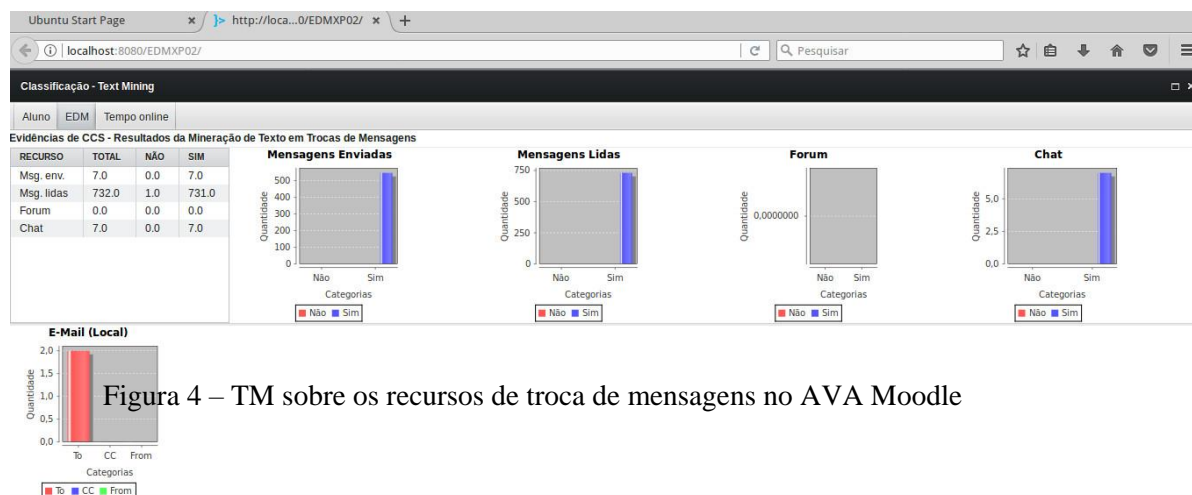 Ubuntu Start Page × http://loca...0/EDMXP02/ × +
localhost:8080/EDMXP02/ Pesquisar
Classificação - Text Mining
Aluno EDM Tempo online
Evidências de CCS - Resultados da Mineração de Texto em Trocas de Mensagens
RECURSO TOTAL NÃO SIM
Msg. env. 7.0 0.0 7.0
Msg. lidas 732.0 1.0 731.0
Forum 0.0 0.0 0.0
Chat 7.0 0.0 7.0
Mensagens Enviadas
Quantidade
500
400
300
200
100
0
Não Sim
Categorias
Não Sim
Mensagens Lidas
Quantidade
750
500
250
0
Não Sim
Categorias
Não Sim
Forum
Quantidade
0,0000000
Não Sim
Categorias
Não Sim
Chat
Quantidade
5,0
2,5
0,0
Não Sim
Categorias
Não Sim
E-Mail (Local)
Quantidade
2,0
1,5
1,0
0,5
0,0
To CC From
Categorias
To CC From
Figura 4 – TM sobre os recursos de troca de mensagens no AVA Moodle